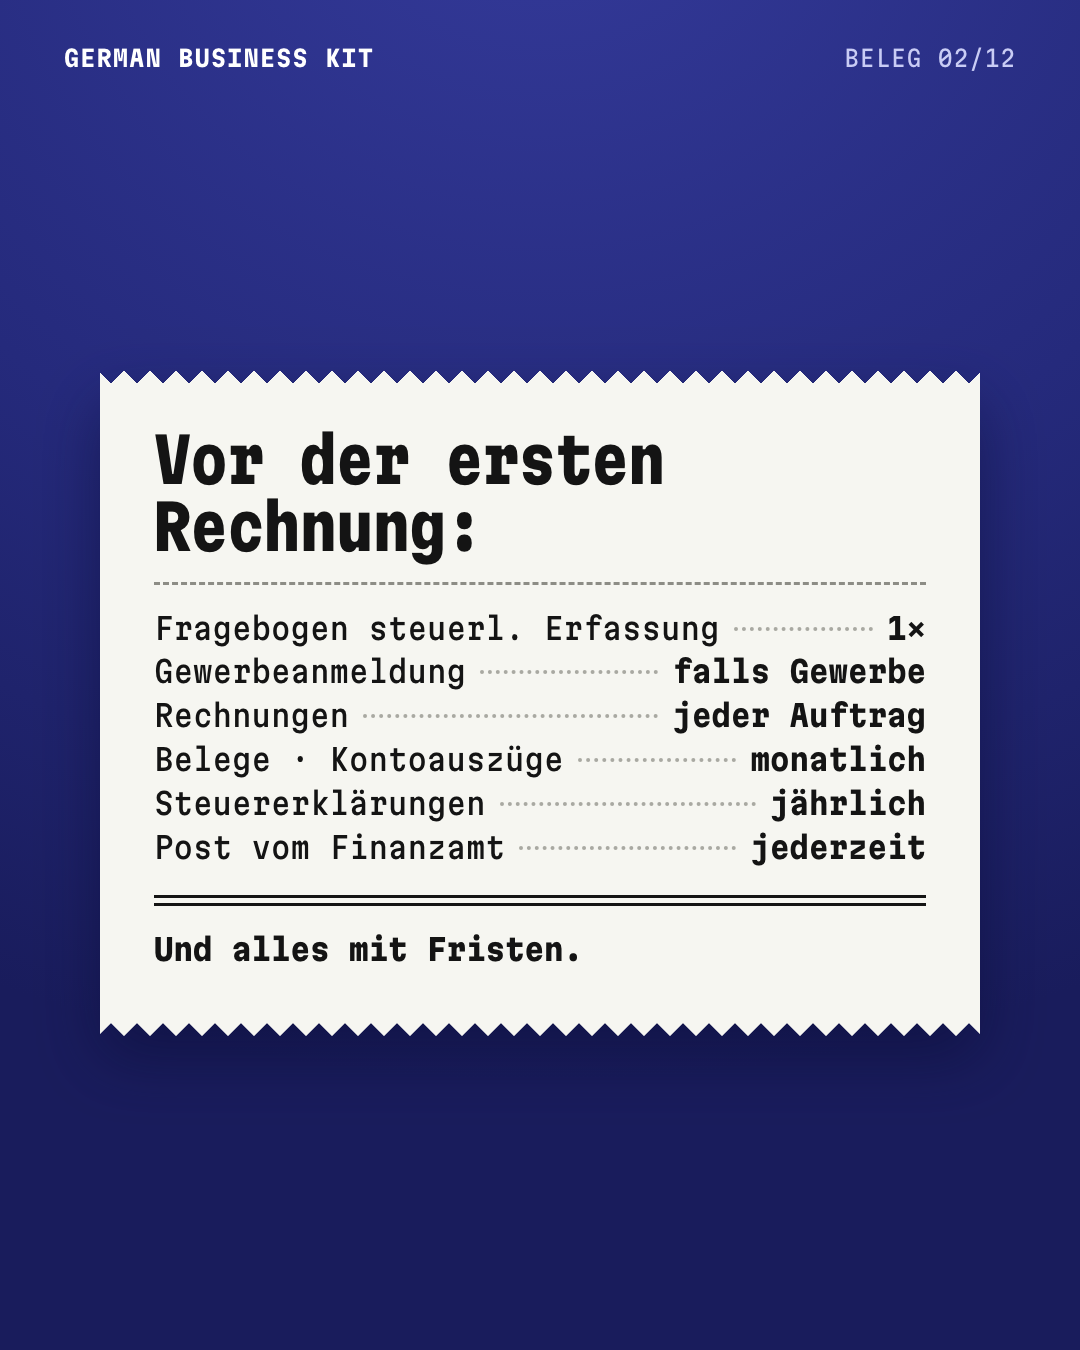 GERMAN BUSINESS KIT
BELEG 02/12
Vor der ersten
Rechnung:
Fragebogen steuerl. Erfassung 1×
Gewerbeanmeldung falls Gewerbe
Rechnungen jeder Auftrag
Belege · Kontoauszüge monatlich
Steuererklärungen jährlich
Post vom Finanzamt jederzeit
Und alles mit Fristen.